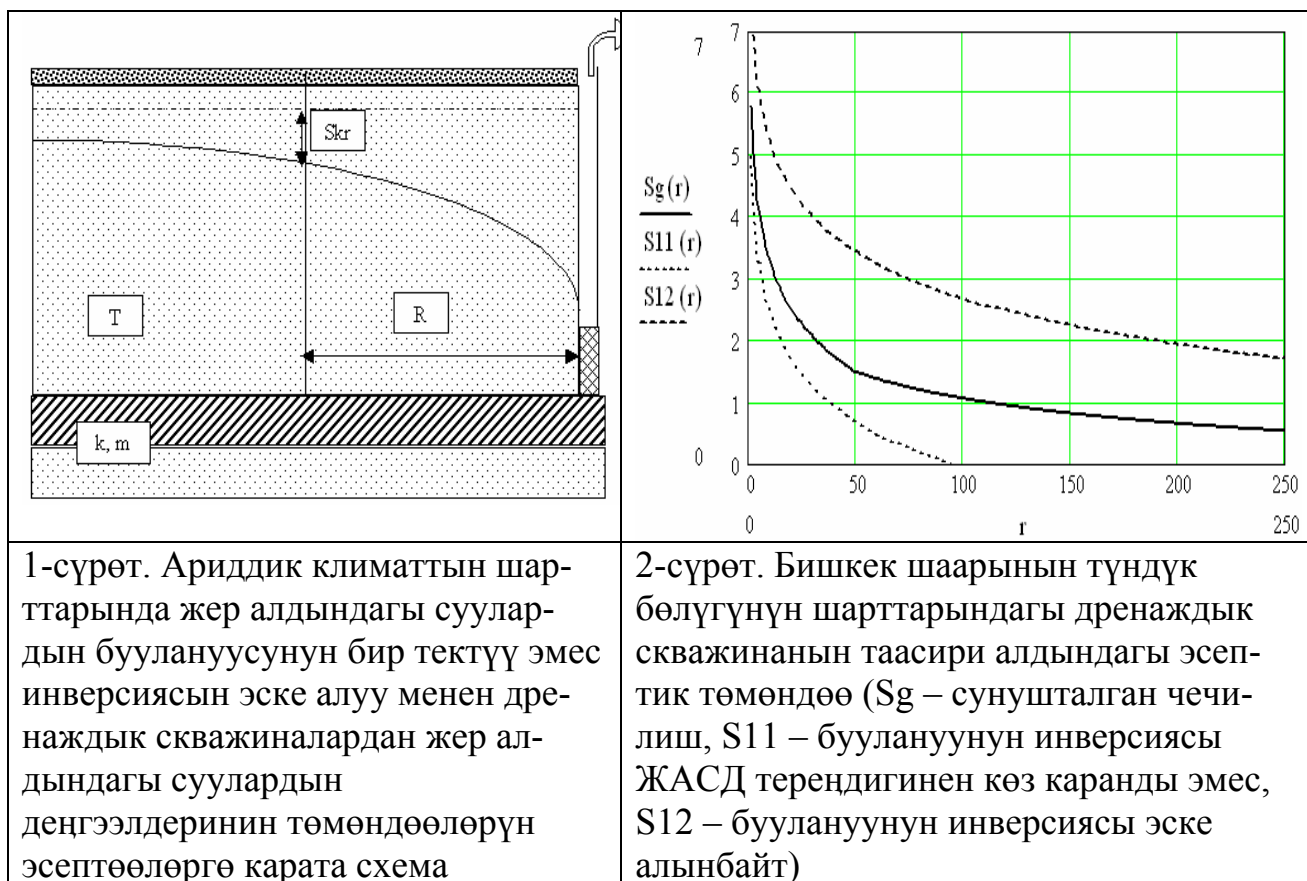 Skr
T
R
k, m
7
7
6
5
4
3
2
1
0
0
Sg(r)
S11(r)
S12(r)
0 50 100 150 200 250
0 r 250
1-сүрөт. Ариддик климаттын шар-
ттарында жер алдындагы суулар-
дын буулануусунун бир тектүү эмес
инверсиясын эске алуу менен дре-
наждык скважиналардан жер ал-
дындагы суулардын
деңгээлдеринин төмөндөөлөрүн
эсептөөлөргө карата схема
2-сүрөт. Бишкек шаарынын түндүк
бөлүгүнүн шарттарындагы дренаждык
скважинанын таасири алдындагы эсеп-
тик төмөндөө (Sg – сунушталган чечи-
лиш, S11 – буулануунун инверсиясы
ЖАСД тереңдигинен көз каранды эмес,
S12 – буулануунун инверсиясы эске
алынбайт)